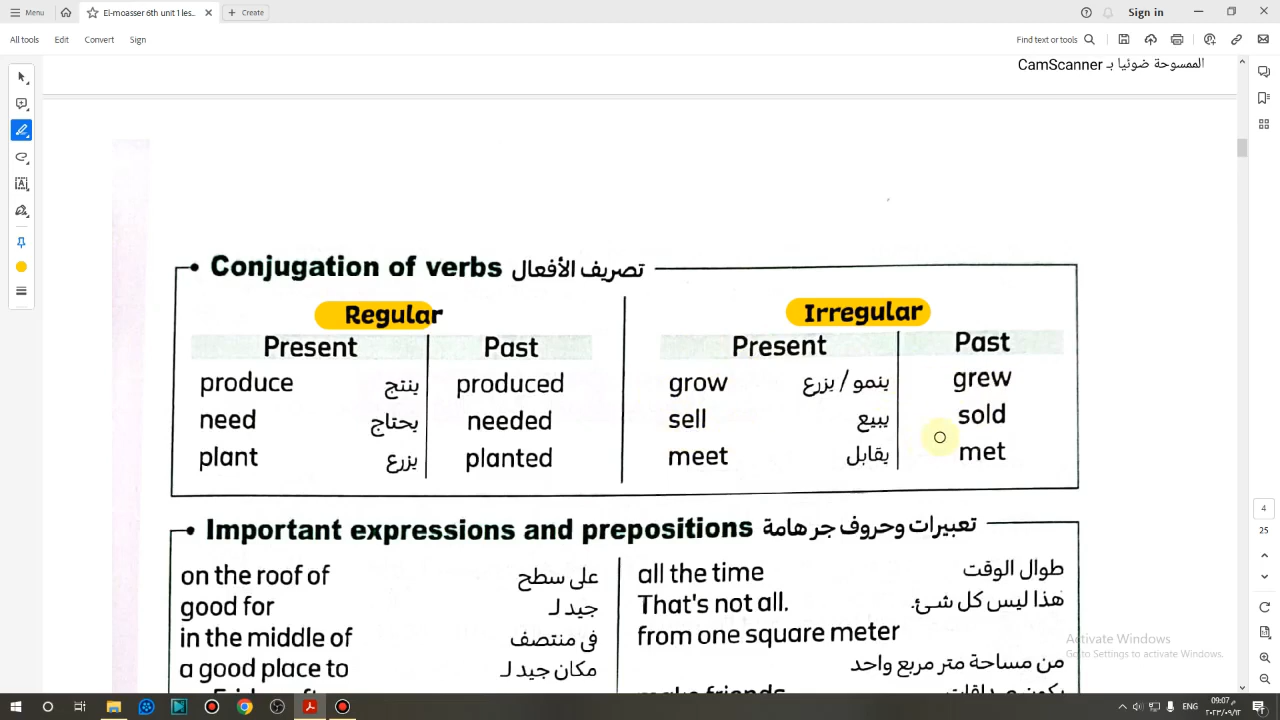 Menu
El-moasser 6th unit 1 les...
Create
Sign in
All tools
Edit
Convert
Sign
Find text or tools
الممسوحة ضوئيا بـ CamScanner
Conjugation of verbs تصريف الأفعال
Regular
Irregular
Present Past
Present Past
produce ينتج produced
grow ينمو / يزرع grew
need يحتاج needed
sell يبيع sold
plant يزرع planted
meet يقابل met
Important expressions and prepositions تعبيرات وحروف جر هامة
on the roof of على سطح
all the time طوال الوقت
good for جيد لـ
That's not all. هذا ليس كل شئ.
in the middle of فى منتصف
from one square meter
a good place to مكان جيد لـ
من مساحة متر مربع واحد
4
25
Activate Windows
Go to Settings to activate Windows.
ENG
09:07 م
٢٠٢٣/٠٩/١٢